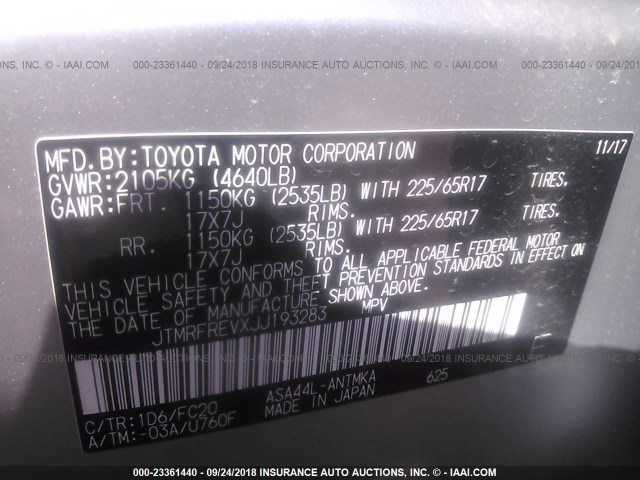 000-23361440 - 09/24/2018 INSURANCE AUTO AUCTIONS, INC. - © IAAI.COM
11/17
MFD.BY:TOYOTA MOTOR CORPORATION
GVWR:2105KG (4640LB)
GAWR:FRT. 1150KG (2535LB) WITH 225/65R17 TIRES.
17X7J RIMS.
RR. 1150KG (2535LB) WITH 225/65R17 TIRES.
17X7J RIMS.
THIS VEHICLE CONFORMS TO ALL APPLICABLE FEDERAL MOTOR
VEHICLE SAFETY AND THEFT PREVENTION STANDARDS IN EFFECT ON
THE DATE OF MANUFACTURE SHOWN ABOVE.
JTMRFREVXJJ193283 MPV
C/TR:1D6/FC20 ASA44L-ANTMKA 625
A/TM:-03A/U760F MADE IN JAPAN
000-23361440 - 09/24/2018 INSURANCE AUTO AUCTIONS, INC. - © IAAI.COM